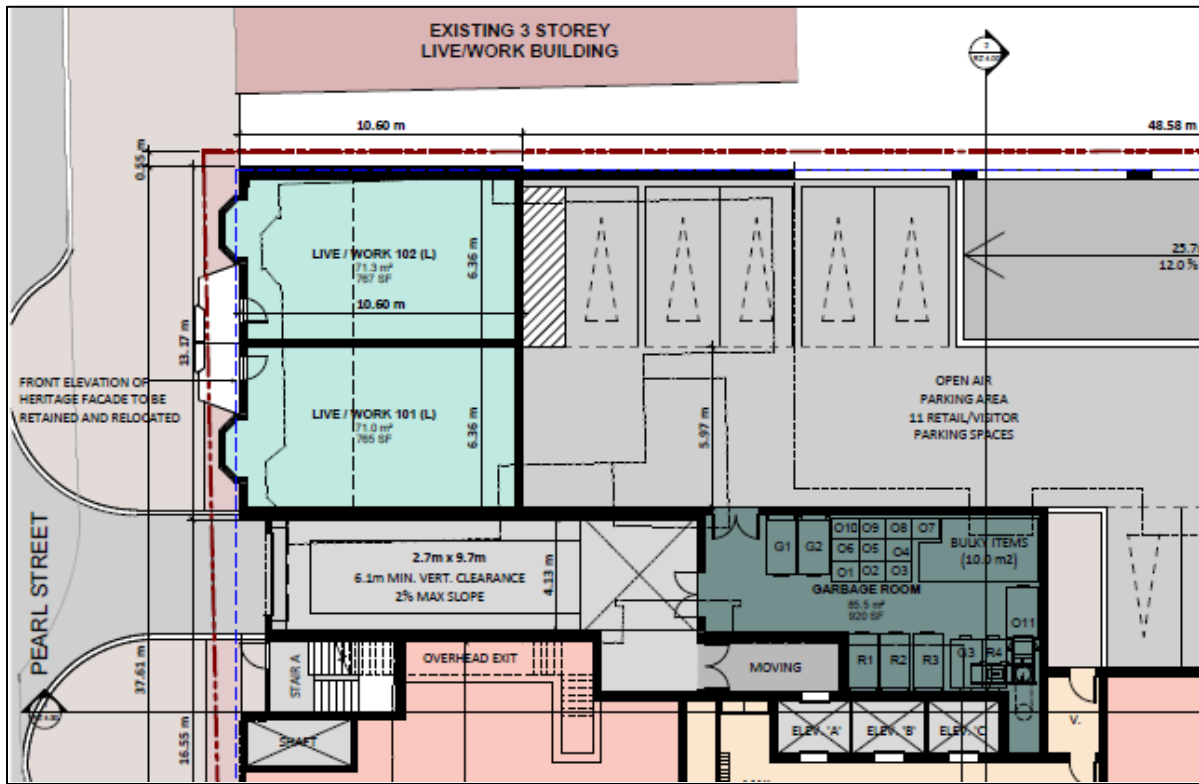 EXISTING 3 STOREY
LIVE/WORK BUILDING
2
RZ 4.00
10.60 m
48.58 m
0.55 m
LIVE / WORK 102 (L)
71.3 m²
767 SF
6.36 m
10.60 m
25.7
12.0 %
13.17 m
FRONT ELEVATION OF
HERITAGE FACADE TO BE
RETAINED AND RELOCATED
LIVE / WORK 101 (L)
71.0 m²
765 SF
6.36 m
5.97 m
OPEN AIR
PARKING AREA
11 RETAIL/VISITOR
PARKING SPACES
PEARL STREET
2.7m x 9.7m
6.1m MIN. VERT. CLEARANCE
2% MAX SLOPE
4.13 m
G1
G2
O10
O9
O8
O7
O6
O5
O4
O1
O2
O3
BULKY ITEMS
(10.0 m2)
GARBAGE ROOM
85.5 m²
920 SF
O11
R1
R2
R3
G3
R4
MOVING
OVERHEAD EXIT
STAIR A
SHAFT
37.61 m
16.55 m
ELEV. 'A'
ELEV. 'B'
ELEV. 'C'
V.